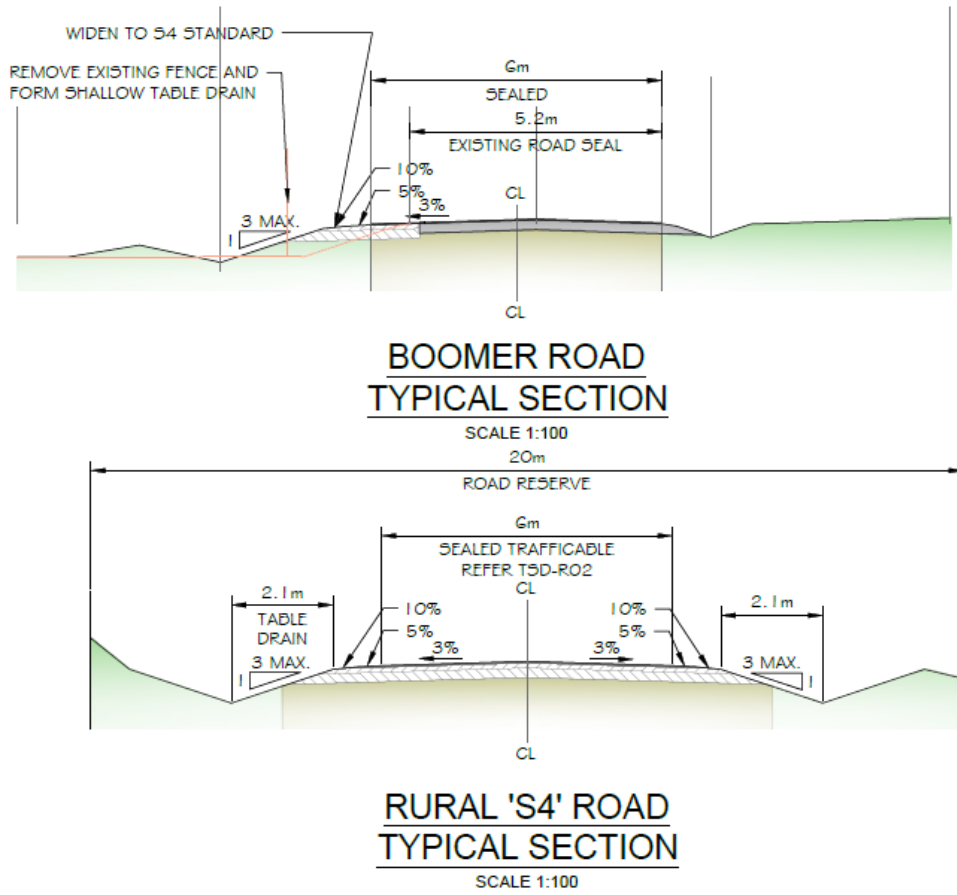 WIDEN TO S4 STANDARD
REMOVE EXISTING FENCE AND
FORM SHALLOW TABLE DRAIN
6m
SEALED
5.2m
EXISTING ROAD SEAL
10%
5%
3%
CL
3 MAX.
1
CL
BOOMER ROAD
TYPICAL SECTION
SCALE 1:100
20m
ROAD RESERVE
6m
SEALED TRAFFICABLE
REFER TSD-R02
CL
2.1m
TABLE
DRAIN
10%
5%
3%
3 MAX.
1
3%
10%
5%
2.1m
3 MAX.
1
CL
RURAL 'S4' ROAD
TYPICAL SECTION
SCALE 1:100